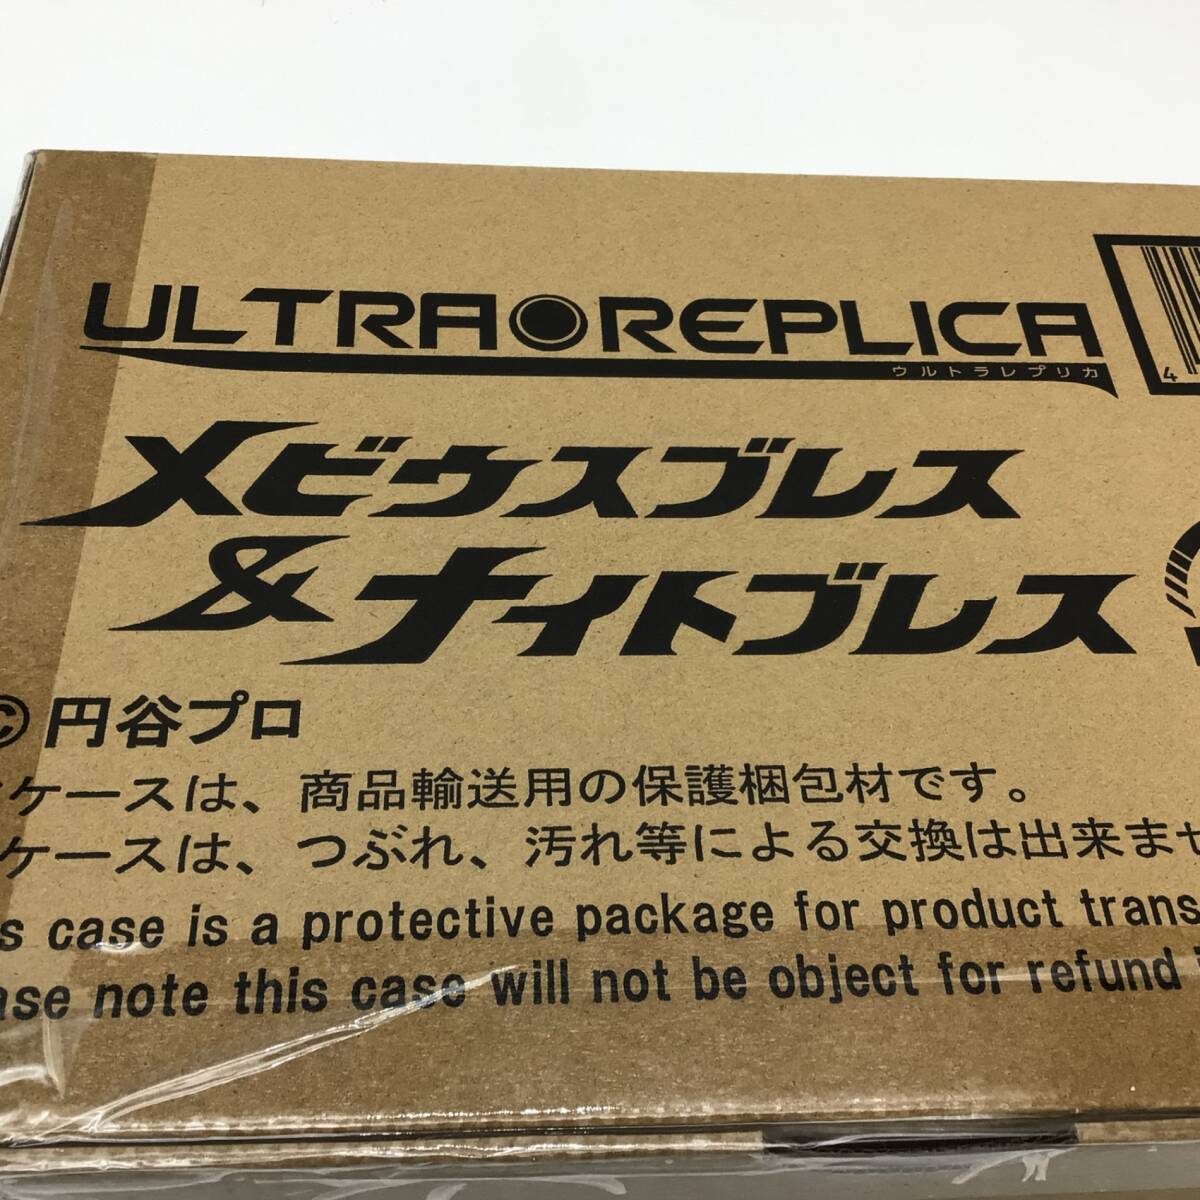 ULTRA REPLICA
ウルトラレプリカ
4
メビウスブレス
&ナイトブレス
©円谷プロ
ケースは、商品輸送用の保護梱包材です。
ケースは、つぶれ、汚れ等による交換は出来ませ
s case is a protective package for product trans
ase note this case will not be object for refund i